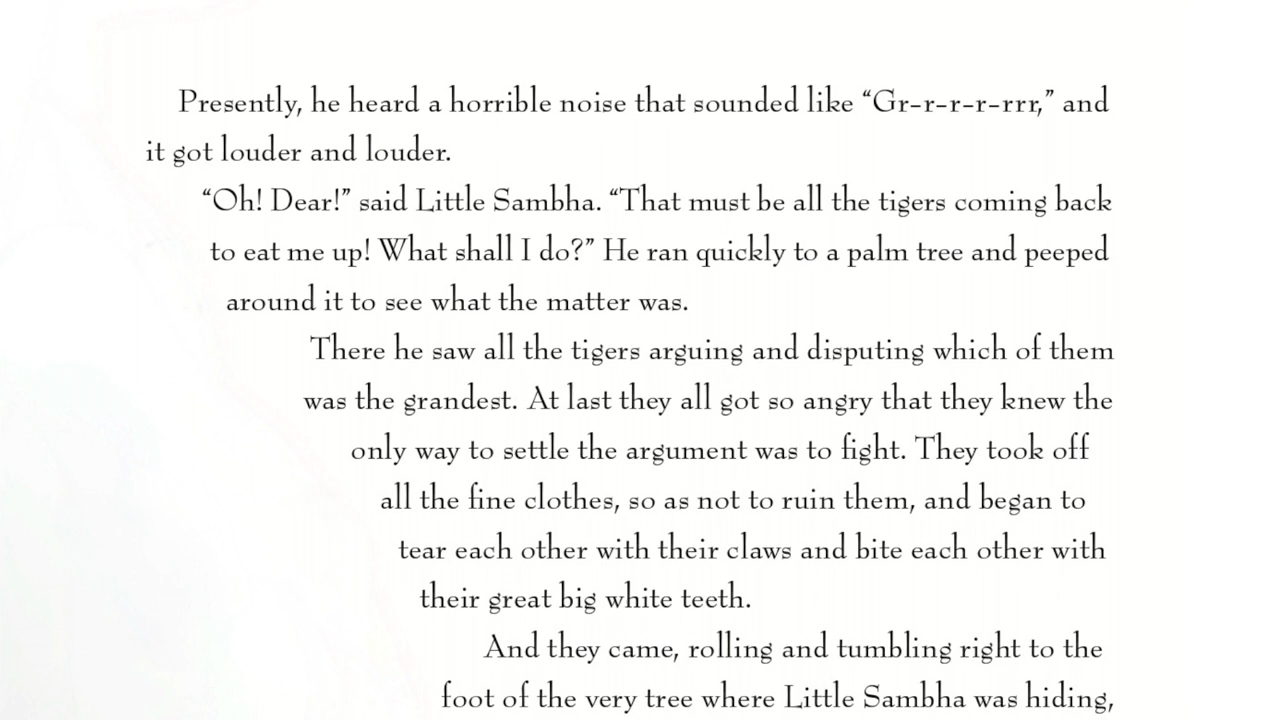 Presently, he heard a horrible noise that sounded like “Gr-r-r-r-rrr,” and
it got louder and louder.
“Oh! Dear!” said Little Sambha. “That must be all the tigers coming back
to eat me up! What shall I do?” He ran quickly to a palm tree and peeped
around it to see what the matter was.
There he saw all the tigers arguing and disputing which of them
was the grandest. At last they all got so angry that they knew the
only way to settle the argument was to fight. They took off
all the fine clothes, so as not to ruin them, and began to
tear each other with their claws and bite each other with
their great big white teeth.
And they came, rolling and tumbling right to the
foot of the very tree where Little Sambha was hiding,